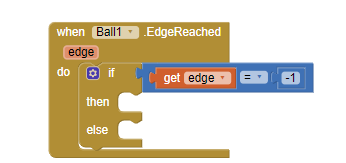 when Ball1 .EdgeReached
edge
do if get edge = -1
then
else